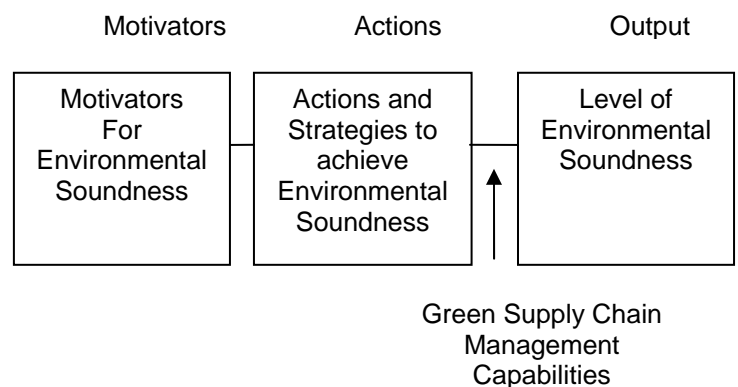 Motivators Actions Output
Motivators
For
Environmental
Soundness
Actions and
Strategies to
achieve
Environmental
Soundness
Level of
Environmental
Soundness
Green Supply Chain
Management
Capabilities